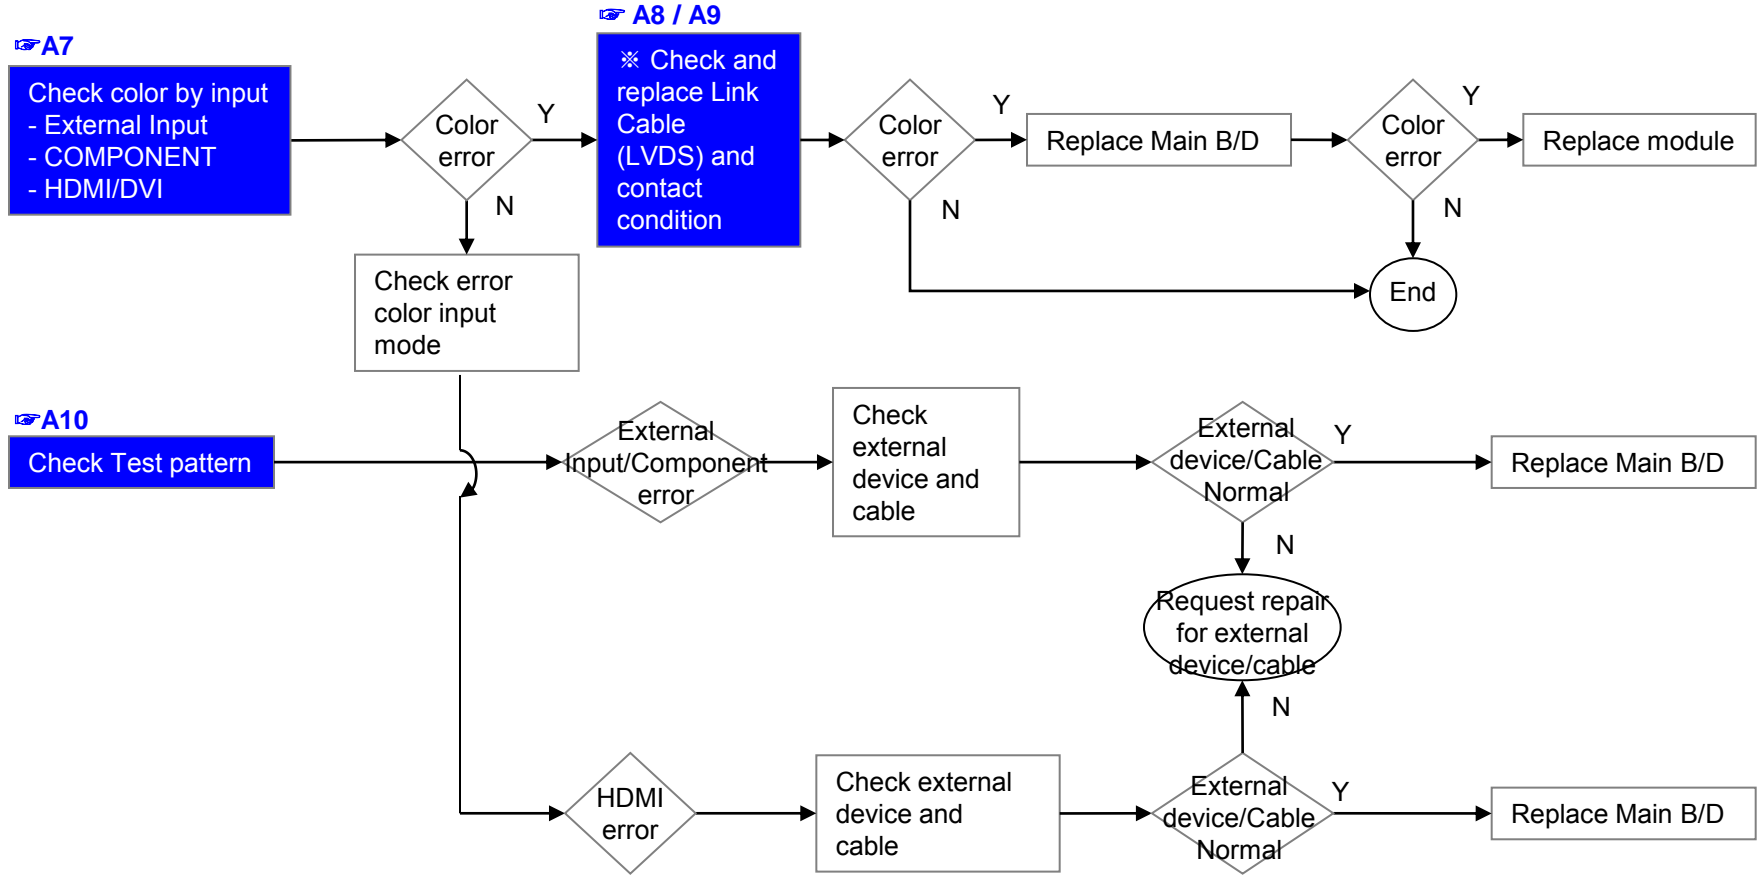 ☞A7
Check color by input
- External Input
- COMPONENT
- HDMI/DVI
Color
error
Y
N
☞ A8 / A9
※ Check and
replace Link
Cable
(LVDS) and
contact
condition
Color
error
Y
N
Replace Main B/D
Color
error
Y
N
Replace module
End
Check error
color input
mode
☞A10
Check Test pattern
External
Input/Component
error
Check
external
device and
cable
External
device/Cable
Normal
Y
N
Replace Main B/D
Request repair
for external
device/cable
N
HDMI
error
Check external
device and
cable
External
device/Cable
Normal
Y
Replace Main B/D